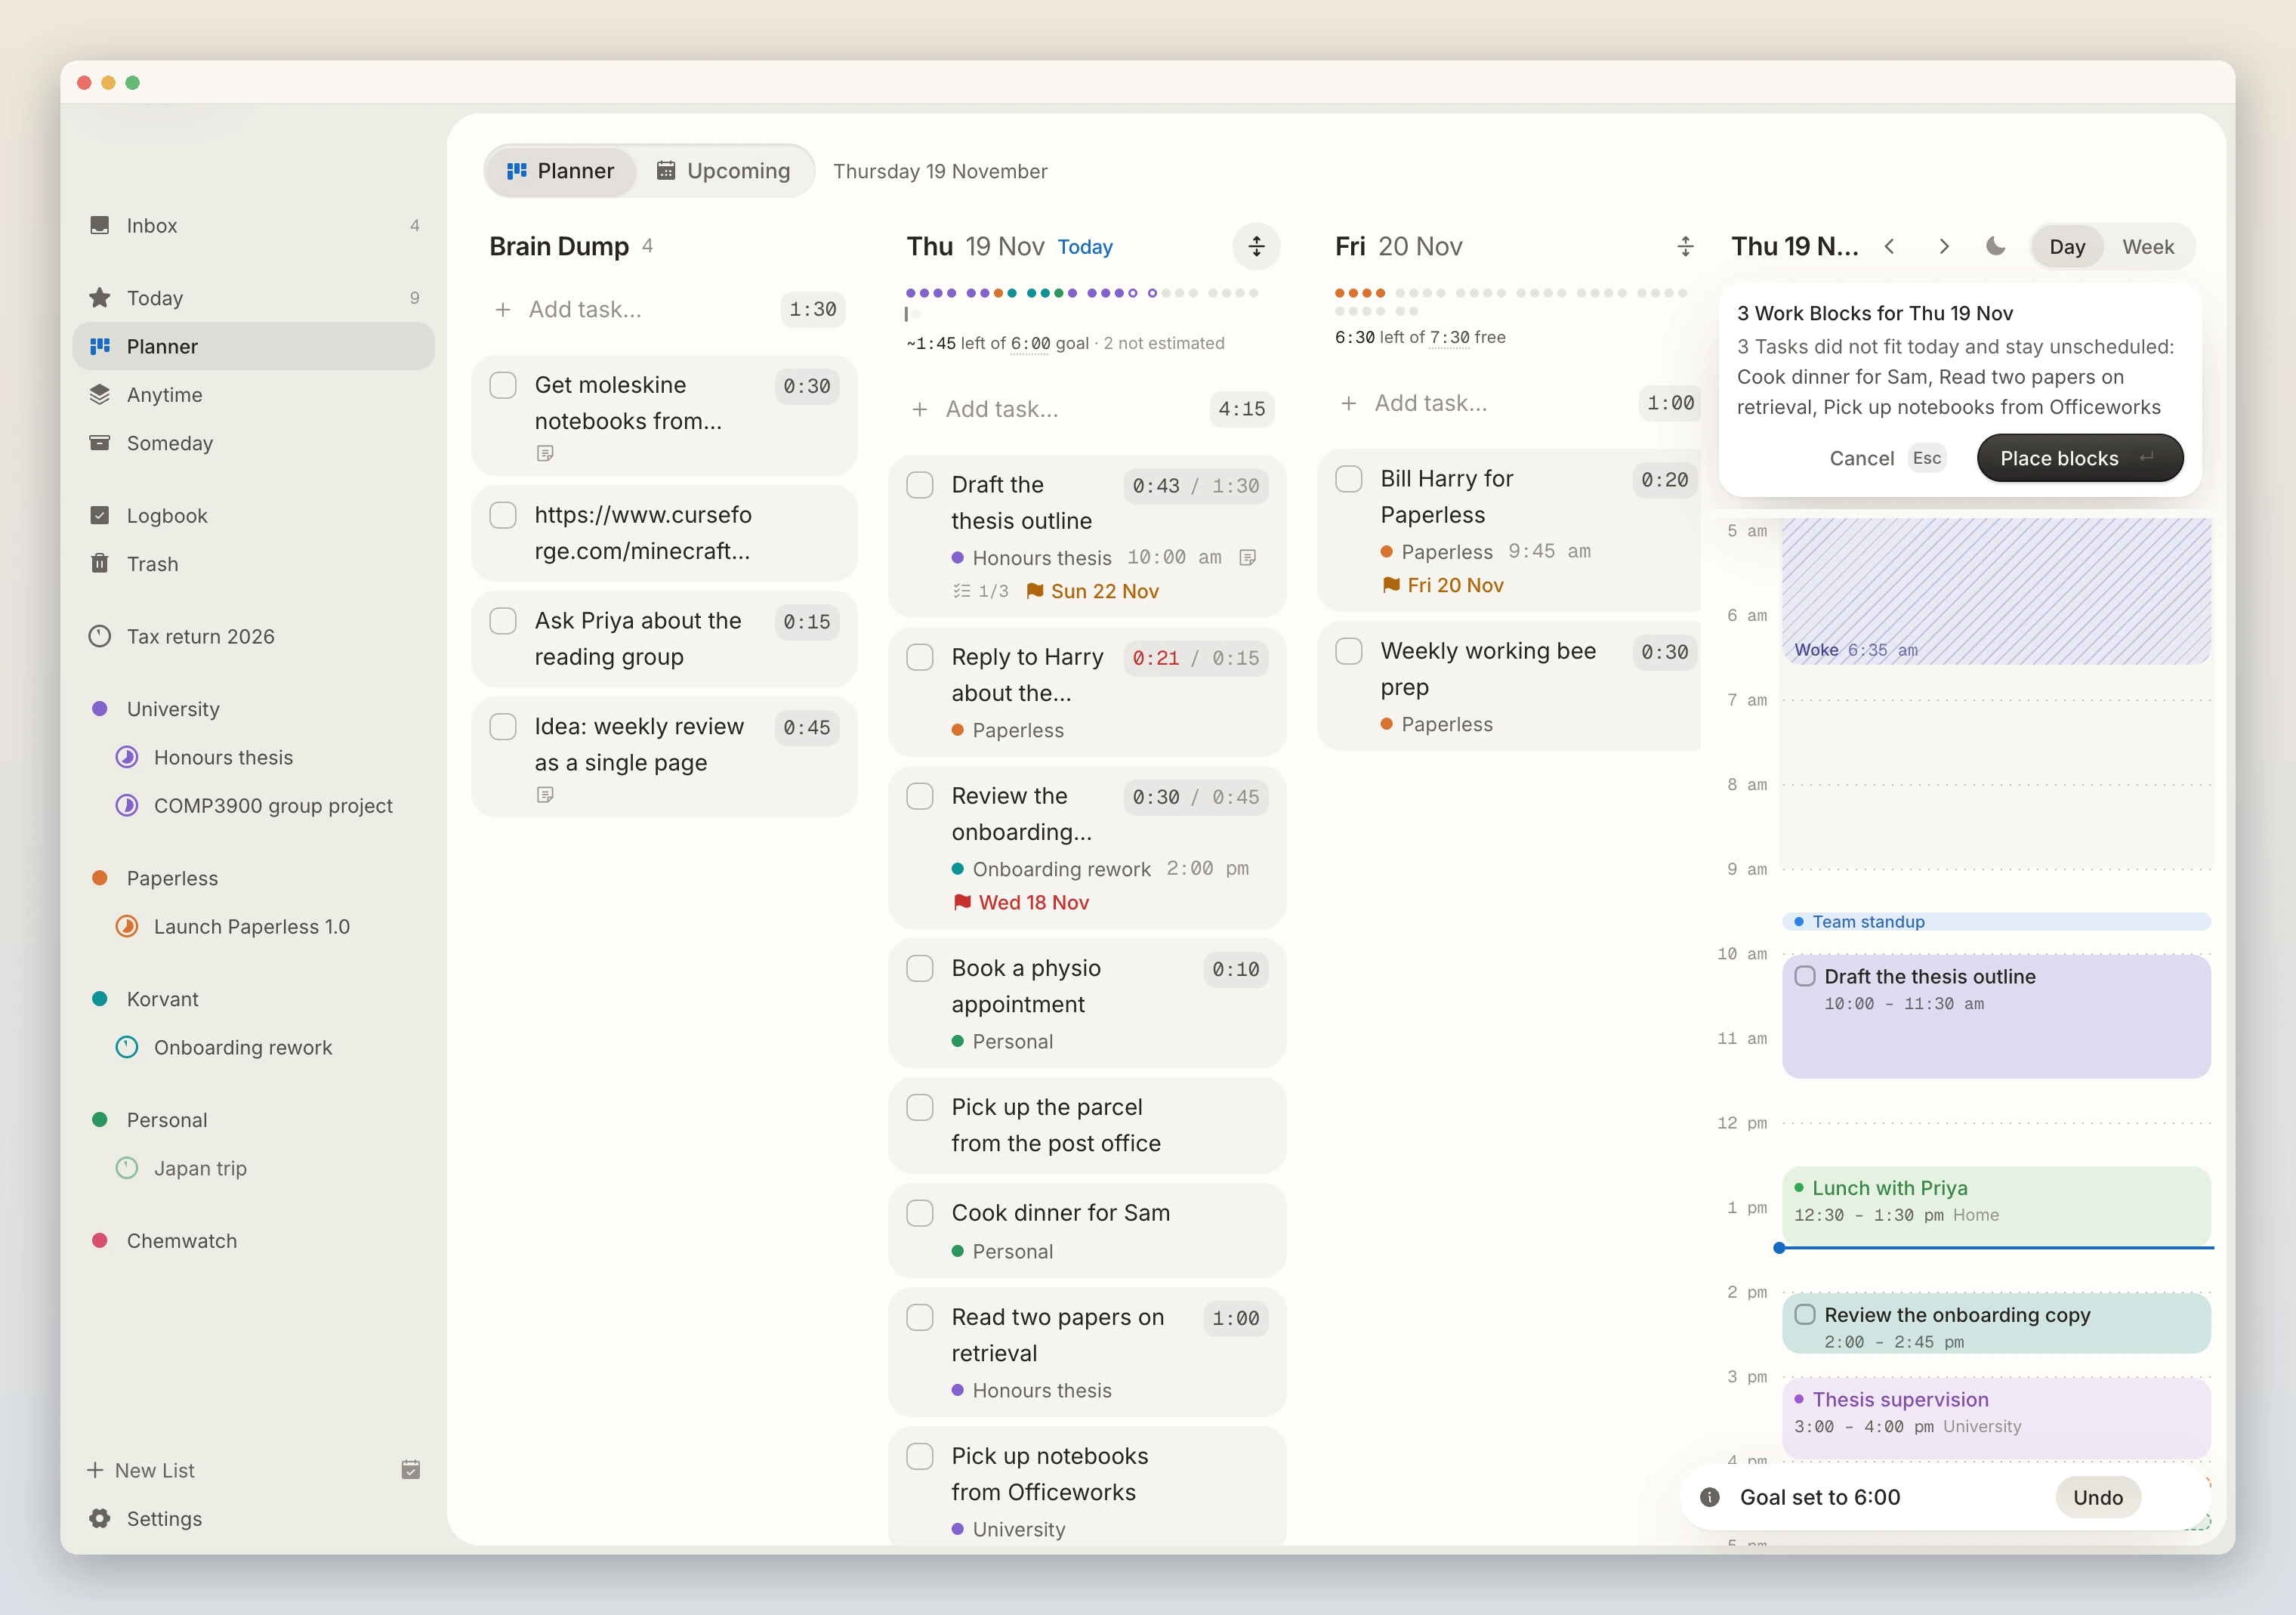 Inbox 4
Today 9
Planner
Anytime
Someday
Logbook
Trash
Tax return 2026
University
Honours thesis
COMP3900 group project
Paperless
Launch Paperless 1.0
Korvant
Onboarding rework
Personal
Japan trip
Chemwatch
New List
Settings
Planner Upcoming Thursday 19 November
Brain Dump 4
Add task... 1:30
Get moleskine 0:30
notebooks from...
https://www.cursefo
rge.com/minecraft...
Ask Priya about the 0:15
reading group
Idea: weekly review 0:45
as a single page
Thu 19 Nov Today
~1:45 left of 6:00 goal · 2 not estimated
Add task... 4:15
Draft the 0:43 / 1:30
thesis outline
Honours thesis 10:00 am
1/3 Sun 22 Nov
Reply to Harry 0:21 / 0:15
about the...
Paperless
Review the 0:30 / 0:45
onboarding...
Onboarding rework 2:00 pm
Wed 18 Nov
Book a physio 0:10
appointment
Personal
Pick up the parcel
from the post office
Cook dinner for Sam
Personal
Read two papers on 1:00
retrieval
Honours thesis
Pick up notebooks
from Officeworks
University
Fri 20 Nov
6:30 left of 7:30 free
Add task... 1:00
Bill Harry for 0:20
Paperless
Paperless 9:45 am
Fri 20 Nov
Weekly working bee 0:30
prep
Paperless
Thu 19 N... Day Week
3 Work Blocks for Thu 19 Nov
3 Tasks did not fit today and stay unscheduled:
Cook dinner for Sam, Read two papers on
retrieval, Pick up notebooks from Officeworks
Cancel Esc Place blocks
5 am
6 am
Woke 6:35 am
7 am
8 am
9 am
Team standup
10 am
Draft the thesis outline
10:00 – 11:30 am
11 am
12 pm
Lunch with Priya
1 pm
12:30 – 1:30 pm Home
2 pm
Review the onboarding copy
2:00 – 2:45 pm
3 pm
Thesis supervision
3:00 – 4:00 pm University
4 pm
Goal set to 6:00 Undo
5 pm